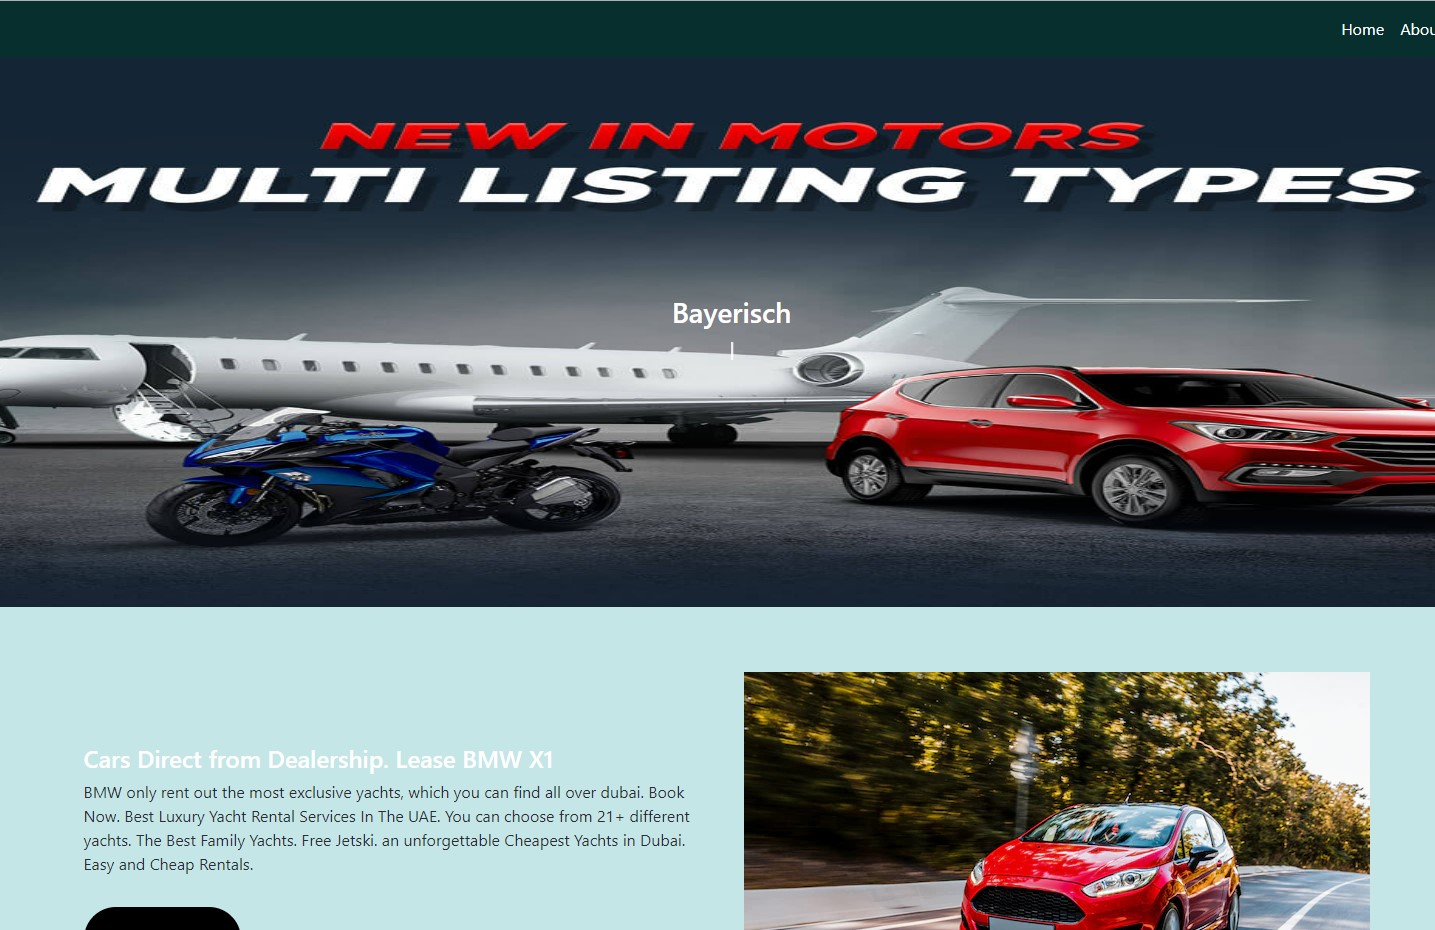 Home Abou
NEW IN MOTORS
MULTI LISTING TYPES
Bayerisch
Cars Direct from Dealership. Lease BMW X1
BMW only rent out the most exclusive yachts, which you can find all over dubai. Book
Now. Best Luxury Yacht Rental Services In The UAE. You can choose from 21+ different
yachts. The Best Family Yachts. Free Jetski. an unforgettable Cheapest Yachts in Dubai.
Easy and Cheap Rentals.